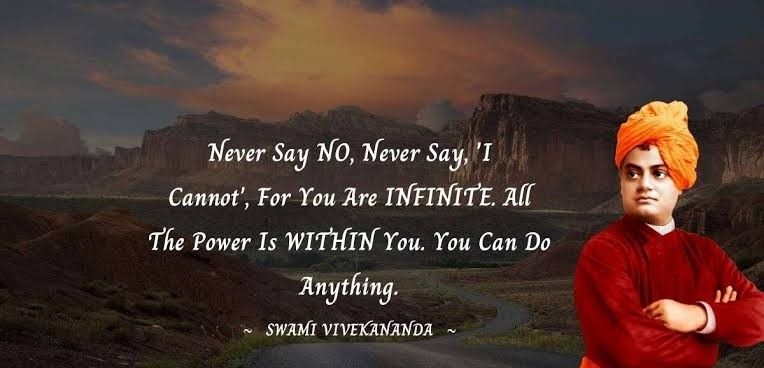 Never Say NO, Never Say, 'I
Cannot', For You Are INFINITE. All
The Power Is WITHIN You. You Can Do
Anything.
~ SWAMI VIVEKANANDA ~